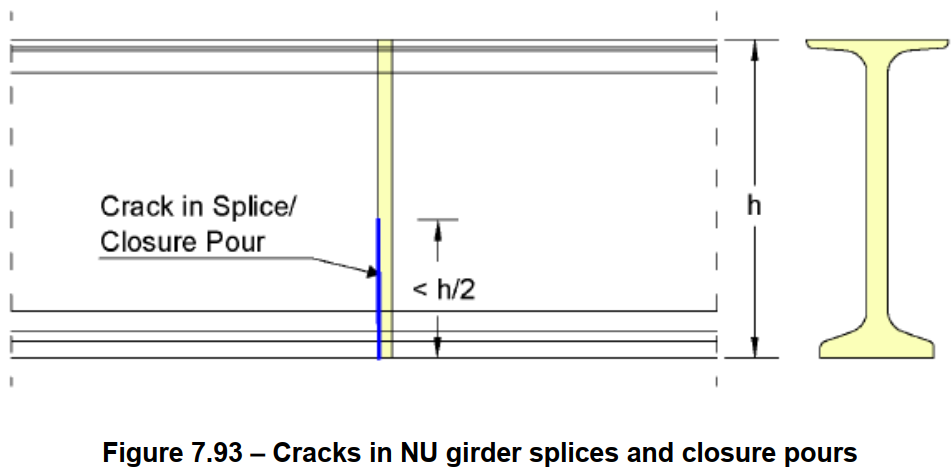 Crack in Splice/
Closure Pour
< h/2
h
Figure 7.93 – Cracks in NU girder splices and closure pours